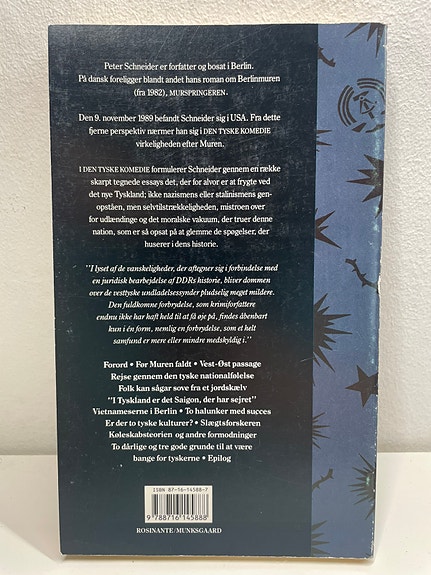 Peter Schneider er forfatter og bosat i Berlin.
På dansk foreligger blandt andet hans roman om Berlinmuren
(fra 1982), MURSPRINGEREN.
Den 9. november 1989 befandt Schneider sig i USA. Fra dette
fjerne perspektiv nærmer han sig i DEN TYSKE KOMEDIE
virkeligheden efter Muren.
I DEN TYSKE KOMEDIE formulerer Schneider gennem en række
skarpt tegnede essays det, der for alvor er at frygte ved
det nye Tyskland; ikke nazismens eller stalinismens gen-
opståen, men selvtilstrækkeligheden, mistroen over
for udlændinge og det moralske vakuum, der truer denne
nation, som er så opsat på at glemme de spøgelser, der
huserer i dens historie.
"I lyset af de vanskeligheder, der aftegner sig i forbindelse med
en juridisk bearbejdelse af DDRs historie, bliver dommen
over de vesttyske undladelsessynder pludselig meget mildere.
Den fuldkomne forbrydelse, som krimiforfattere
endnu ikke har haft held til at få øje på, findes åbenbart
kun i én form, nemlig en forbrydelse, som et helt
samfund er mere eller mindre medskyldig i."
Forord • Før Muren faldt • Vest-Øst passage
Rejse gennem den tyske nationalfølelse
Folk kan sågar sove fra et jordskælv
"I Tyskland er det Saigon, der har sejret"
Vietnameserne i Berlin • To halunker med succes
Er der to tyske kulturer? • Slægtsforskeren
Køleskabsteorien og andre formodninger
To dårlige og tre gode grunde til at være
bange for tyskerne • Epilog
ISBN 87-16-14588-7
9 788716 145888
ROSINANTE/MUNKSGAARD